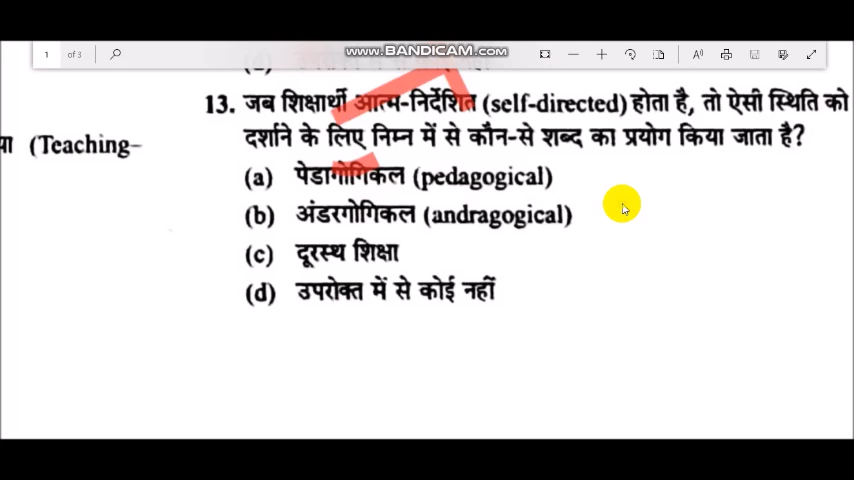 1 of 3
www.BANDICAM.com
13. जब शिक्षार्थी आत्म-निर्देशित (self-directed) होता है, तो ऐसी स्थिति को
दर्शाने के लिए निम्न में से कौन-से शब्द का प्रयोग किया जाता है?
या (Teaching-
(a) पेडागोगिकल (pedagogical)
(b) अंडरगोगिकल (andragogical)
(c) दूरस्थ शिक्षा
(d) उपरोक्त में से कोई नहीं